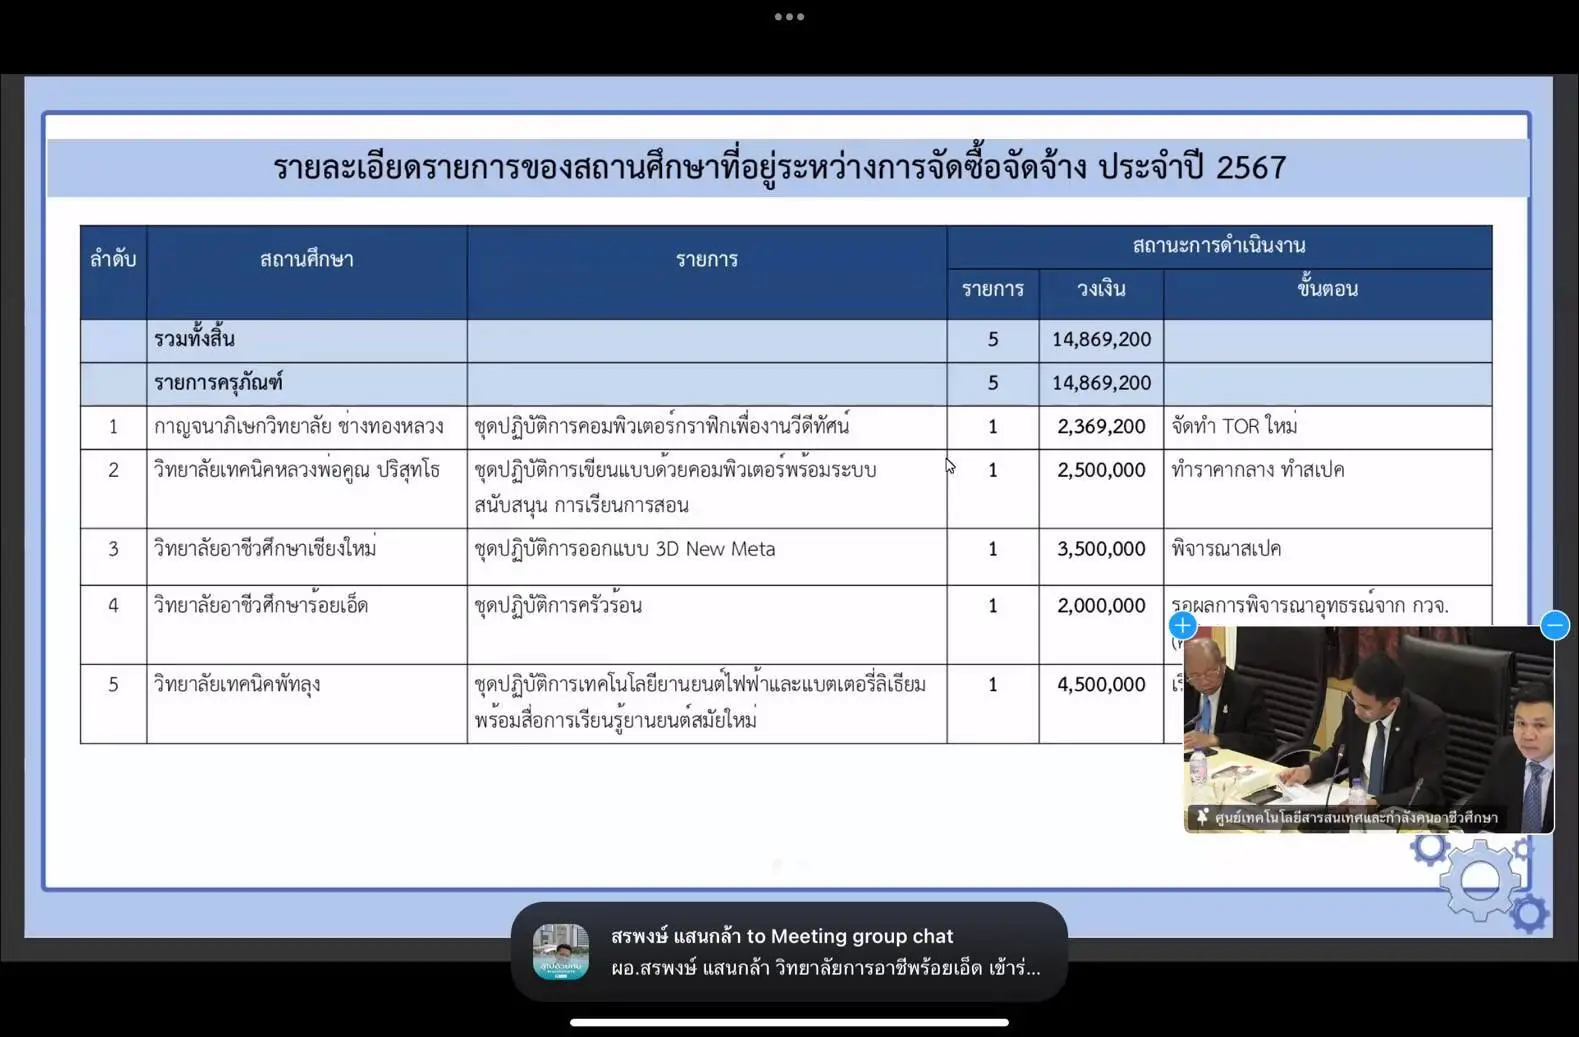 รายละเอียดรายการของสถานศึกษาที่อยู่ระหว่างการจัดซื้อจัดจ้าง ประจำปี 2567
ลำดับ สถานศึกษา รายการ สถานะการดำเนินงาน
รายการ วงเงิน ขั้นตอน
รวมทั้งสิ้น 5 14,869,200
รายการครุภัณฑ์ 5 14,869,200
1 กาญจนาภิเษกวิทยาลัย ช่างทองหลวง ชุดปฏิบัติการคอมพิวเตอร์กราฟิกเพื่องานวีดีทัศน์ 1 2,369,200 จัดทำ TOR ใหม่
2 วิทยาลัยเทคนิคหลวงพ่อคูณ ปริสุทโธ ชุดปฏิบัติการเขียนแบบด้วยคอมพิวเตอร์พร้อมระบบ 1 2,500,000 ทำราคากลาง ทำสเปค
สนับสนุน การเรียนการสอน
3 วิทยาลัยอาชีวศึกษาเชียงใหม่ ชุดปฏิบัติการออกแบบ 3D New Meta 1 3,500,000 พิจารณาสเปค
4 วิทยาลัยอาชีวศึกษาร้อยเอ็ด ชุดปฏิบัติการครัวร้อน 1 2,000,000 รอผลการพิจารณาอุทธรณ์จาก กวจ.
5 วิทยาลัยเทคนิคพัทลุง ชุดปฏิบัติการเทคโนโลยียานยนต์ไฟฟ้าและแบตเตอรี่ลิเธียม 1 4,500,000
พร้อมสื่อการเรียนรู้ยานยนต์สมัยใหม่
ศูนย์เทคโนโลยีสารสนเทศและกำลังคนอาชีวศึกษา
สรพงษ์ แสนกล้า to Meeting group chat
ผอ.สรพงษ์ แสนกล้า วิทยาลัยการอาชีพร้อยเอ็ด เข้าร่...